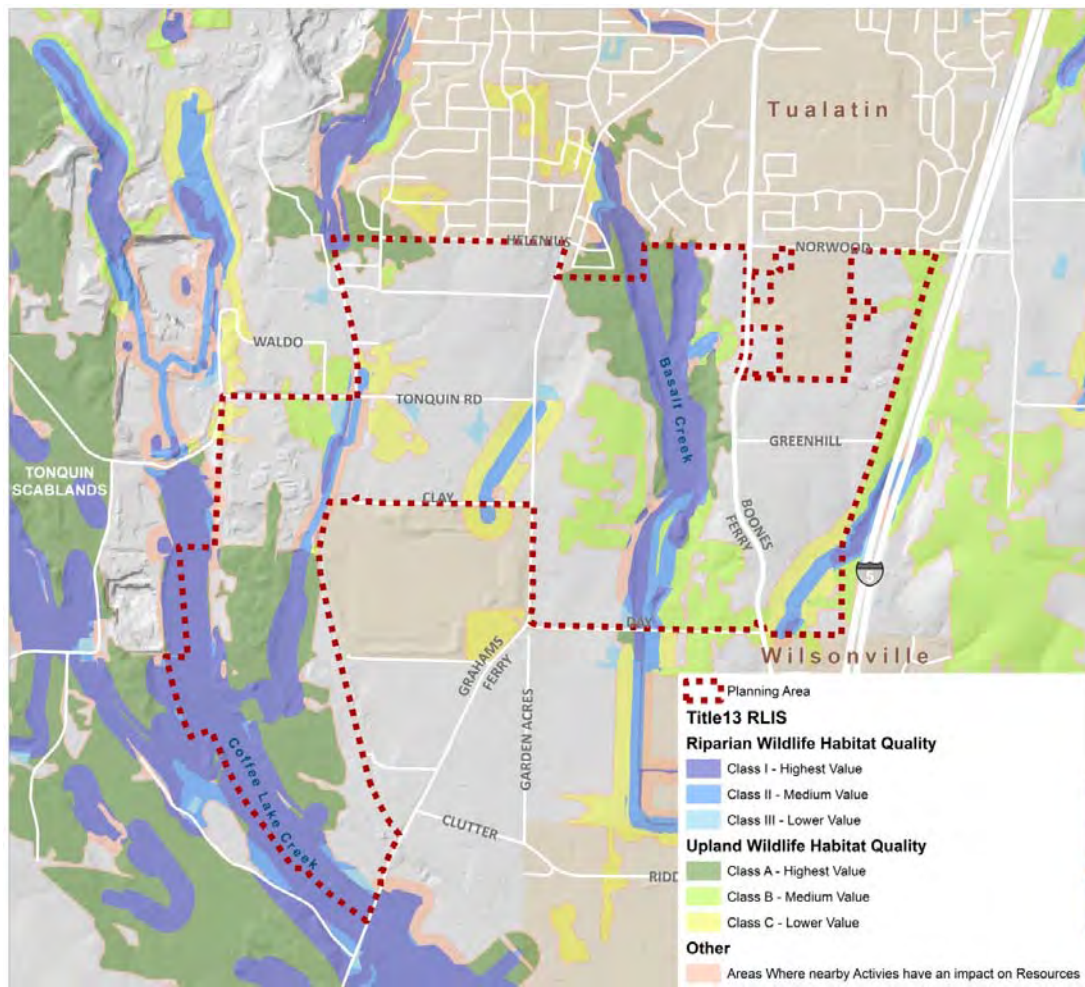 Tualatin
HELENIUS
NORWOOD
WALDO
Basalt Creek
TONQUIN RD
GREENHILL
TONQUIN
SCABLANDS
CLAY
BOONES
FERRY
5
DAY
Wilsonville
GRAHAMS
FERRY
GARDEN ACRES
Coffee Lake Creek
CLUTTER
RIDD
Planning Area
Title13 RLIS
Riparian Wildlife Habitat Quality
Class I - Highest Value
Class II - Medium Value
Class III - Lower Value
Upland Wildlife Habitat Quality
Class A - Highest Value
Class B - Medium Value
Class C - Lower Value
Other
Areas Where nearby Activies have an impact on Resources